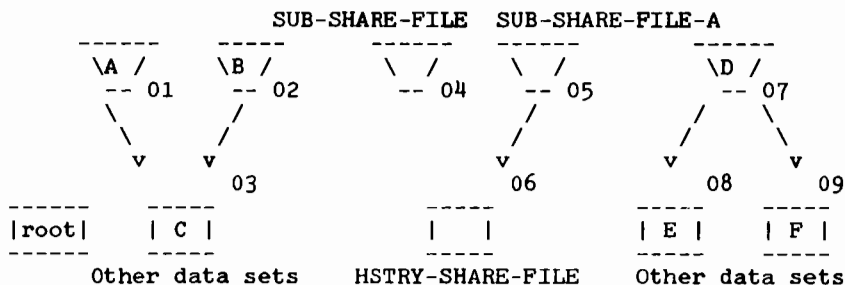 SUB-SHARE-FILE SUB-SHARE-FILE-A
------ ------ ------ ------ ------
\A / \B / \ / \ / \D /
-- 01 -- 02 -- 04 -- 05 -- 07
\ / / / \
\ / / / \
v v v v v
03 06 08 09
------ ------ ------ ------ ------
|root| | C | | | | E | | F |
------ ------ ------ ------ ------
Other data sets HSTRY-SHARE-FILE Other data sets